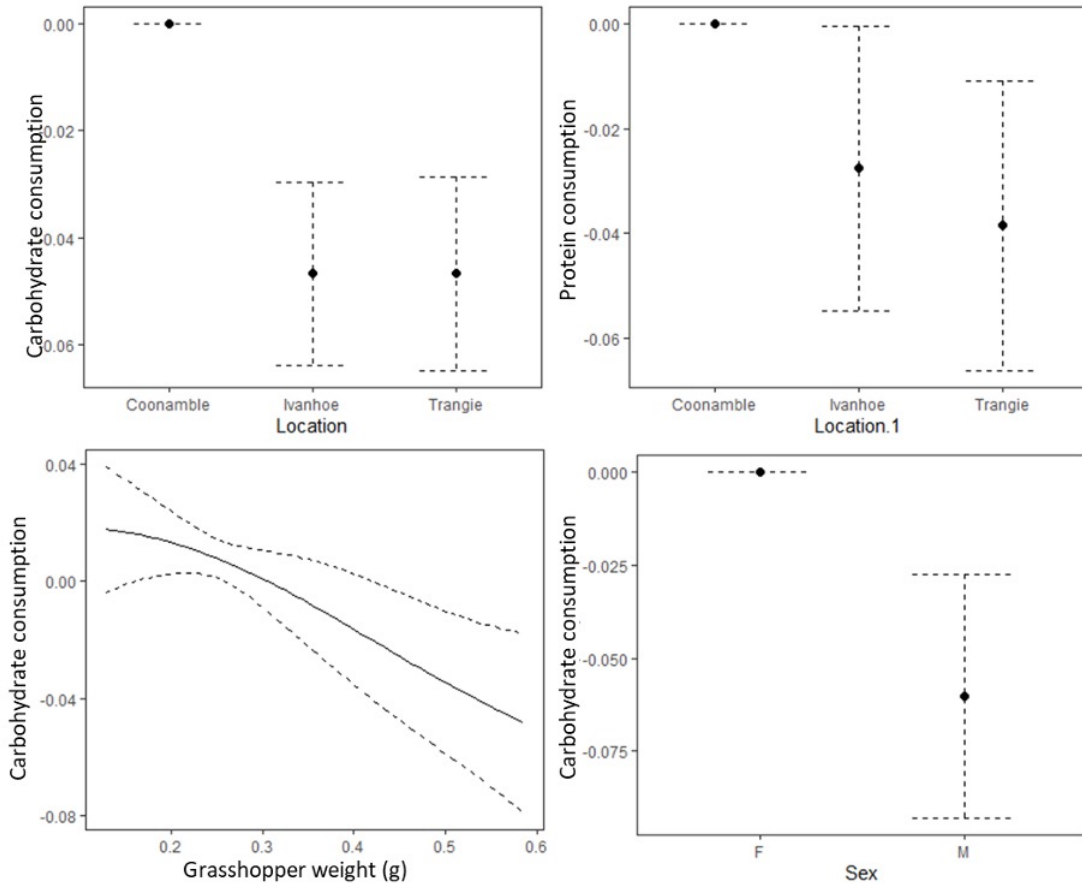 Carbohydrate consumption
0.00
-0.02
-0.04
-0.06
Coonamble Ivanhoe Trangie
Location
Protein consumption
0.00
-0.02
-0.04
-0.06
Coonamble Ivanhoe Trangie
Location.1
Carbohydrate consumption
0.04
0.00
-0.04
-0.08
0.2 0.3 0.4 0.5 0.6
Grasshopper weight (g)
Carbohydrate consumption
0.000
-0.025
-0.050
-0.075
F M
Sex